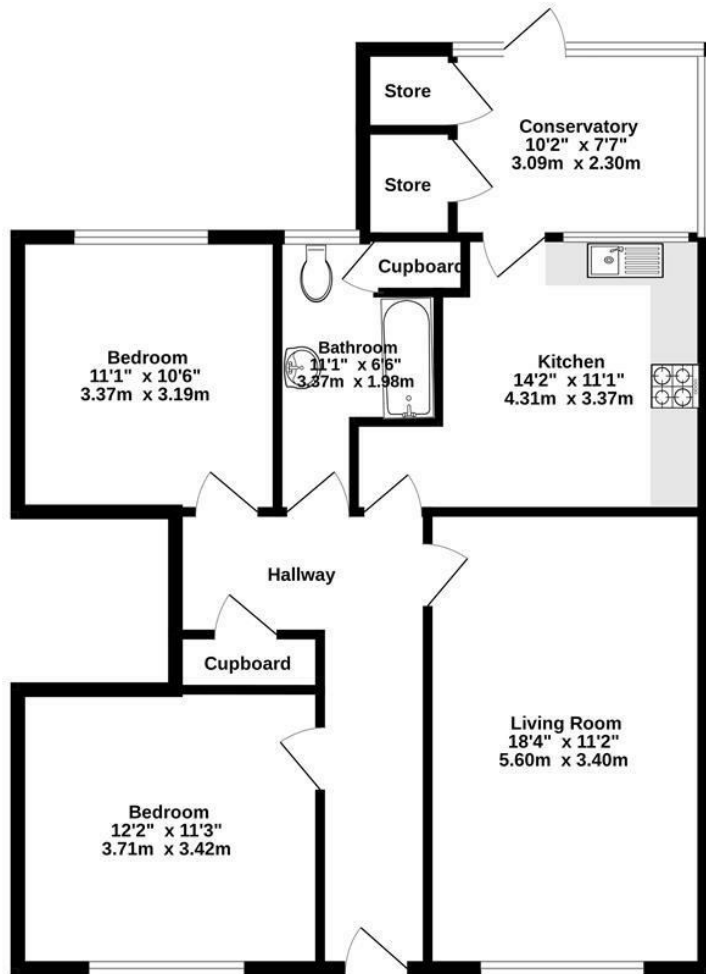 Store
Conservatory
10'2" x 7'7"
3.09m x 2.30m
Store
Cupboard
Bedroom
11'1" x 10'6"
3.37m x 3.19m
Bathroom
11'1" x 6'6"
3.37m x 1.98m
Kitchen
14'2" x 11'1"
4.31m x 3.37m
Hallway
Cupboard
Living Room
18'4" x 11'2"
5.60m x 3.40m
Bedroom
12'2" x 11'3"
3.71m x 3.42m